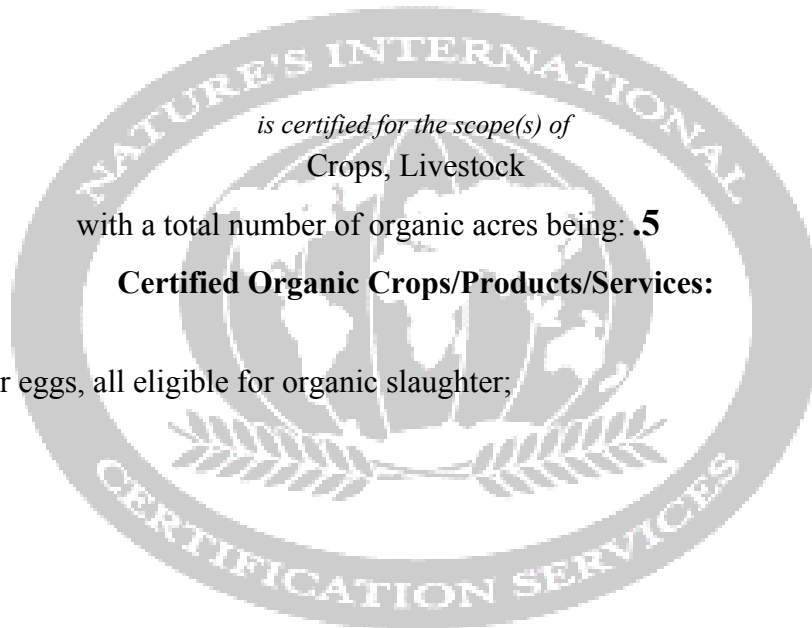 NATURE'S INTERNATIONAL
is certified for the scope(s) of
Crops, Livestock
with a total number of organic acres being: .5
Certified Organic Crops/Products/Services:
r eggs, all eligible for organic slaughter;
CERTIFICATION SERVICES